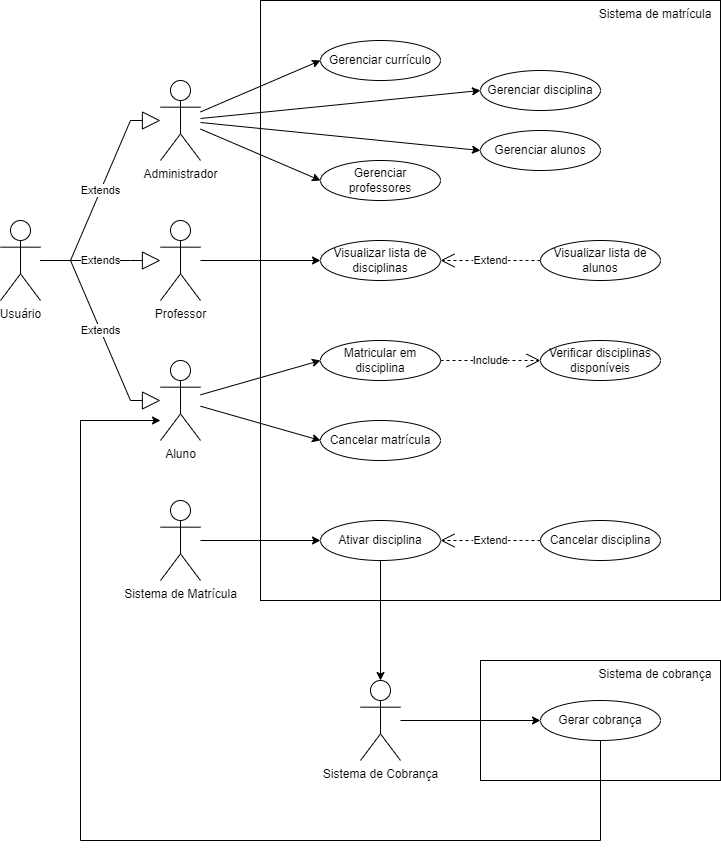 Sistema de matrícula
Gerenciar currículo
Gerenciar disciplina
Gerenciar alunos
Gerenciar
professores
Administrador
Extends
Usuário
Extends
Professor
Visualizar lista de
disciplinas
Extend
Visualizar lista de
alunos
Extends
Aluno
Matricular em
disciplina
Include
Verificar disciplinas
disponíveis
Cancelar matrícula
Sistema de Matrícula
Ativar disciplina
Extend
Cancelar disciplina
Sistema de cobrança
Sistema de Cobrança
Gerar cobrança